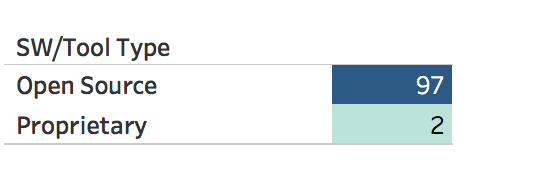 SW/Tool Type
Open Source 97
Proprietary 2